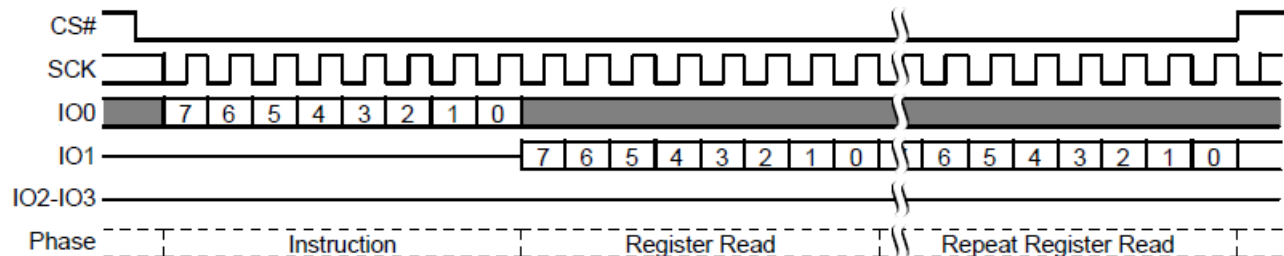 CS#
SCK
IO0 7 6 5 4 3 2 1 0
IO1 7 6 5 4 3 2 1 0 6 5 4 3 2 1 0
IO2-IO3
Phase Instruction Register Read Repeat Register Read